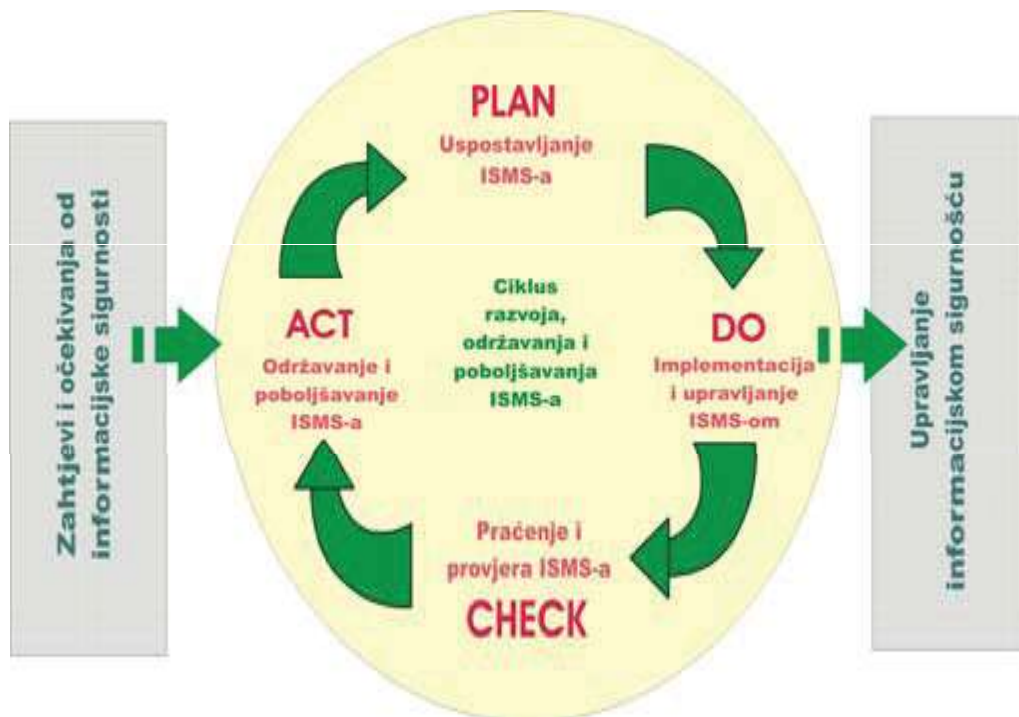 Zahtjevi i očekivanja od
informacijske sigurnosti
PLAN
Uspostavljanje
ISMS-a
ACT
Održavanje i
poboljšavanje
ISMS-a
Ciklus
razvoja,
održavanja i
poboljšavanja
ISMS-a
DO
Implementacija
i upravljanje
ISMS-om
Praćenje i
provjera ISMS-a
CHECK
Upravljanje
informacijskom sigurnošću